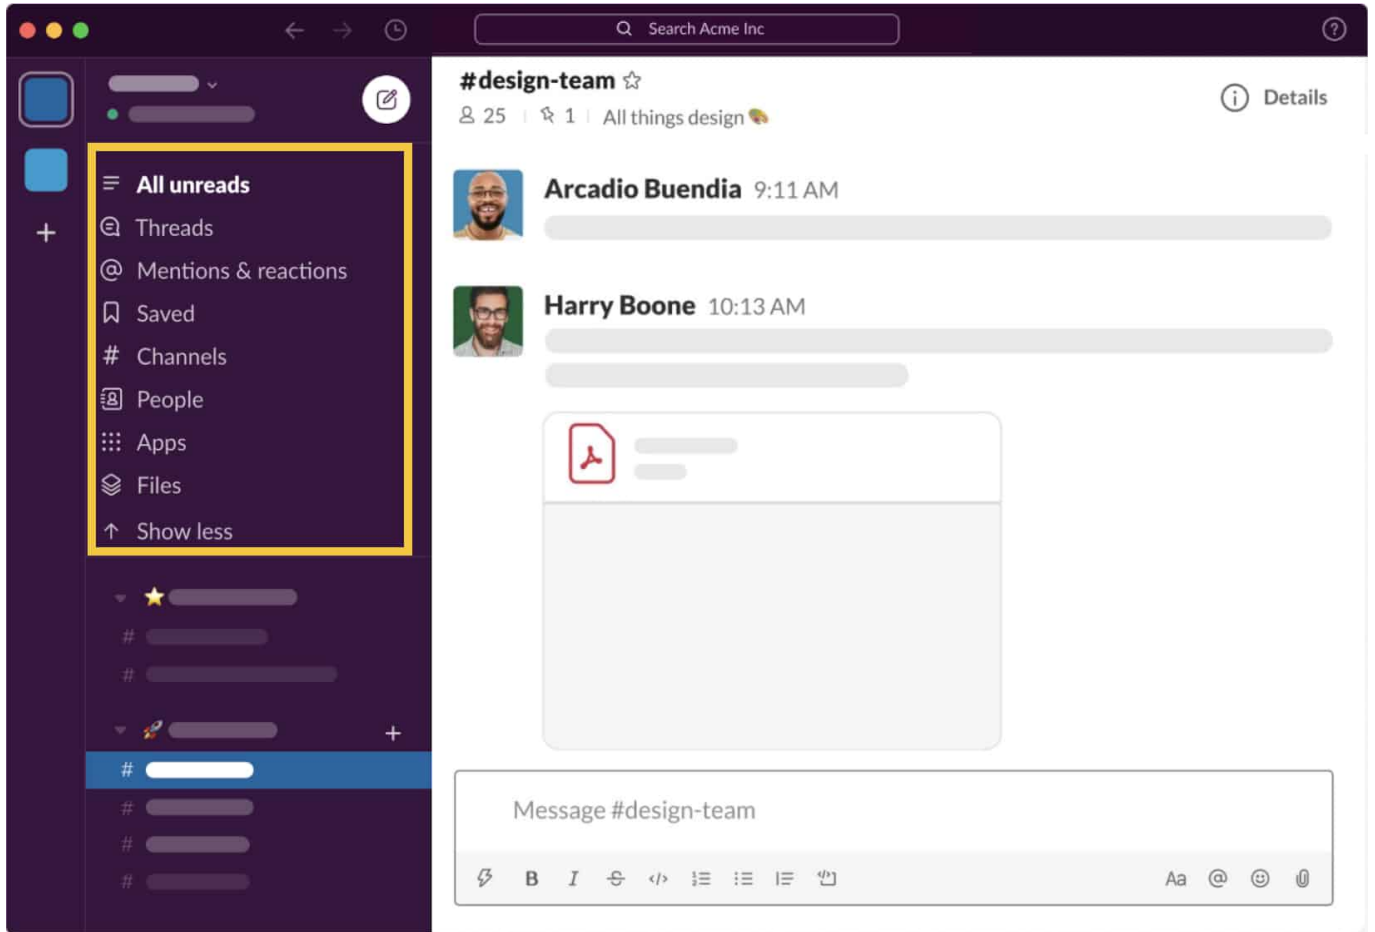 Search Acme Inc
All unreads
Threads
Mentions & reactions
Saved
# Channels
People
Apps
Files
Show less
#
#
#
#
#
#
#design-team
25 | 1 | All things design
Details
Arcadio Buendia 9:11 AM
Harry Boone 10:13 AM
Message #design-team
B I S </> Aa @